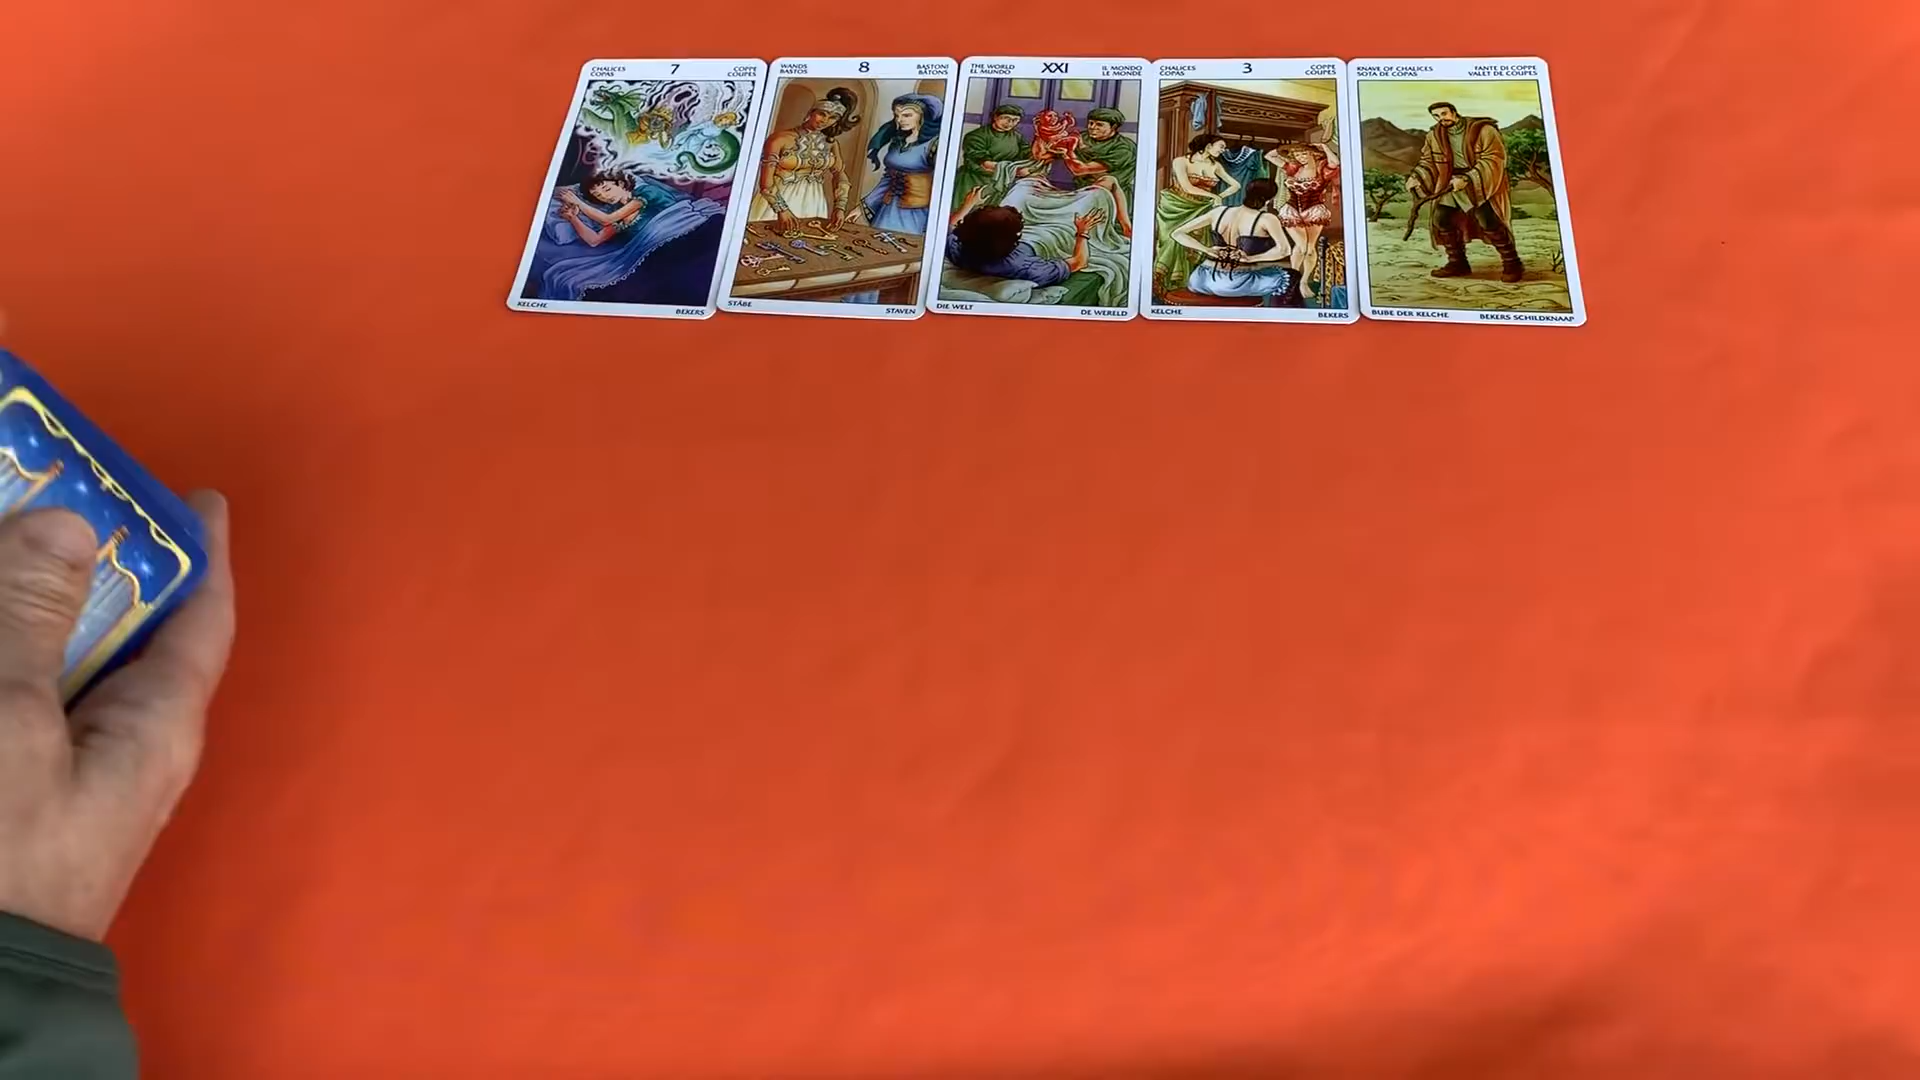 CHALICES 7 COPPE
COPAS COUPES
KELCHE BEKERS
WANDS 8 BASTONI
BASTOS BÂTONS
STÄBE STAVEN
THE WORLD XXI IL MONDO
EL MUNDO LE MONDE
DIE WELT DE WERELD
CHALICES 3 COPPE
COPAS COUPES
KELCHE BEKERS
KNAVE OF CHALICES FANTE DI COPPE
SOTA DE COPAS VALET DE COUPES
BUBE DER KELCHE BEKERS SCHILDKNAAP